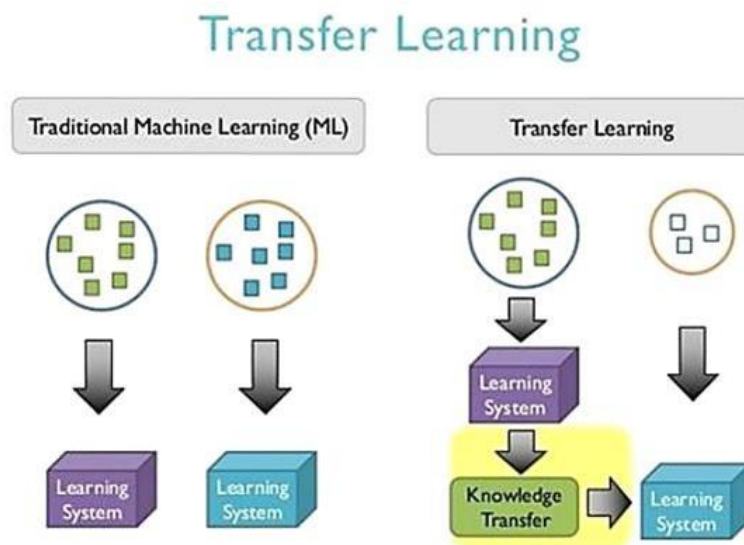 Transfer Learning
Traditional Machine Learning (ML)
Transfer Learning
Learning
System
Learning
System
Learning
System
Knowledge
Transfer
Learning
System